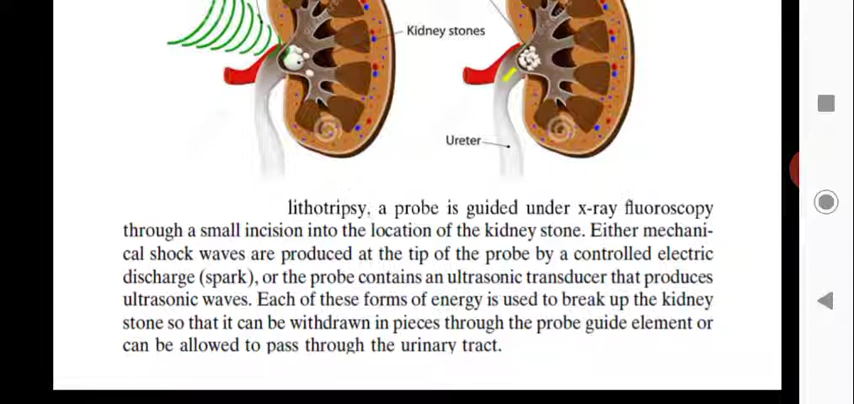 Kidney stones
Ureter
lithotripsy, a probe is guided under x-ray fluoroscopy
through a small incision into the location of the kidney stone. Either mechani-
cal shock waves are produced at the tip of the probe by a controlled electric
discharge (spark), or the probe contains an ultrasonic transducer that produces
ultrasonic waves. Each of these forms of energy is used to break up the kidney
stone so that it can be withdrawn in pieces through the probe guide element or
can be allowed to pass through the urinary tract.